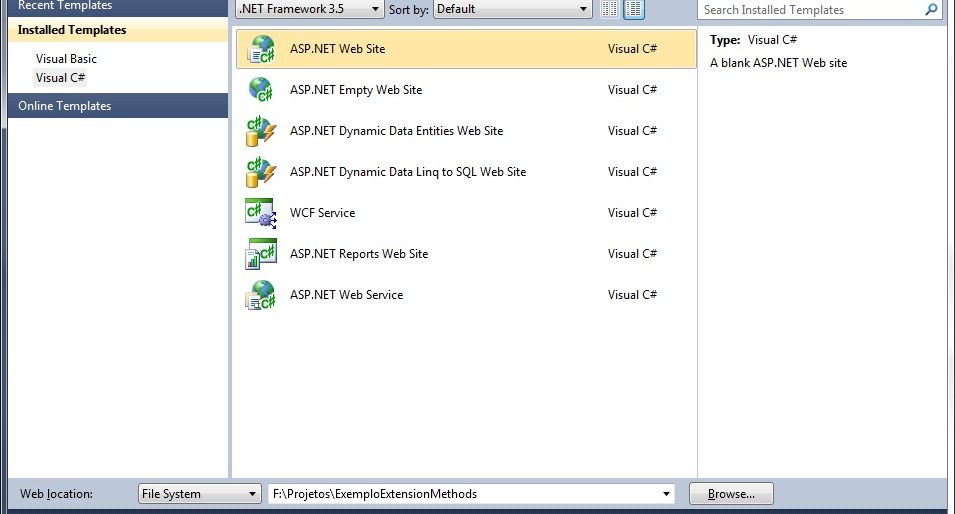 Recent Templates
.NET Framework 3.5 Sort by: Default Search Installed Templates
Installed Templates
Visual Basic
Visual C#
Online Templates
ASP.NET Web Site Visual C#
ASP.NET Empty Web Site Visual C#
ASP.NET Dynamic Data Entities Web Site Visual C#
ASP.NET Dynamic Data Linq to SQL Web Site Visual C#
WCF Service Visual C#
ASP.NET Reports Web Site Visual C#
ASP.NET Web Service Visual C#
Type: Visual C#
A blank ASP.NET Web site
Web location: File System F:\Projetos\ExemploExtensionMethods Browse...